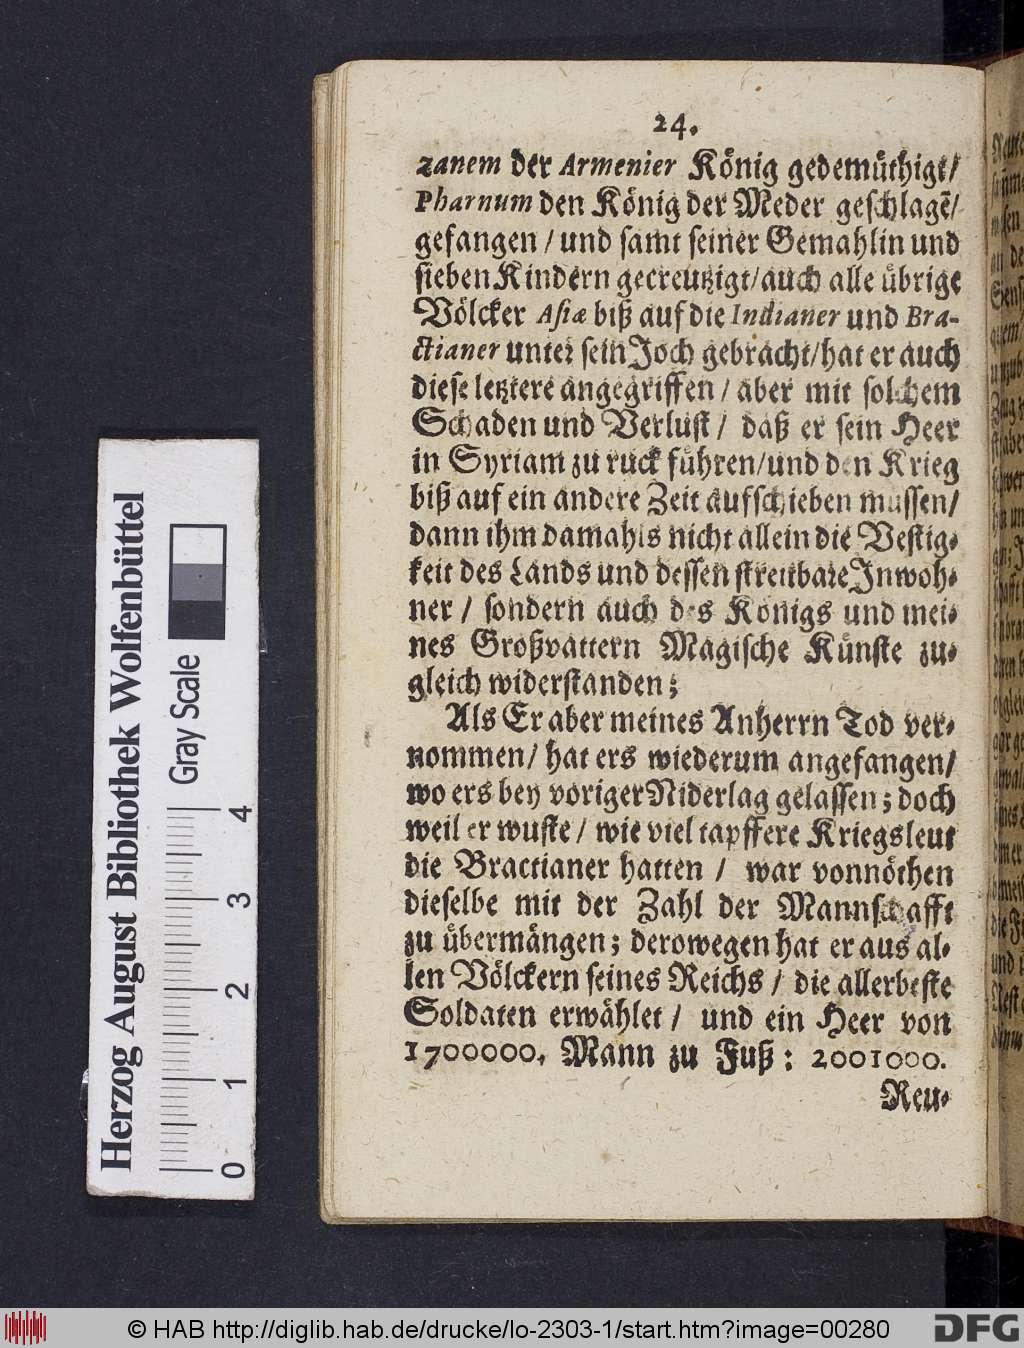 24.
zanem der Armenier König gedemüthigt/
Pharnum den König der Meder geschlagē/
gefangen / und samt seiner Gemahlin und
sieben Kindern gecreutzigt/auch alle übrige
Völcker Asiæ biß auf die Indianer und Bra-
ctianer unter sein Joch gebracht/hat er auch
diese letztere angegriffen / aber mit solchem
Schaden und Verlust / daß er sein Heer
in Syriam zu ruck führen/und den Krieg
biß auf ein andere Zeit aufschieben mussen/
dann ihm damahls nicht allein die Vestig-
keit des Lands und dessen streitbare Inwoh-
ner / sondern auch des Königs und mei-
nes Großvattern Magische Künste zu-
gleich widerstanden;
Als Er aber meines Anherrn Tod ver-
nommen/ hat ers wiederum angefangen/
wo ers bey voriger Niderlag gelassen; doch
weil er wuste / wie viel tapffere Kriegsleut
die Bractianer hatten / war vonnöthen
dieselbe mit der Zahl der Mannschafft
zu übermängen; derowegen hat er aus al-
len Völckern seines Reichs / die allerbeste
Soldaten erwählet / und ein Heer von
1700000. Mann zu Fuß: 2001000.
Reu-
Herzog August Bibliothek Wolfenbüttel
Gray Scale
0 1 2 3 4
© HAB http://diglib.hab.de/drucke/lo-2303-1/start.htm?image=00280
DFG